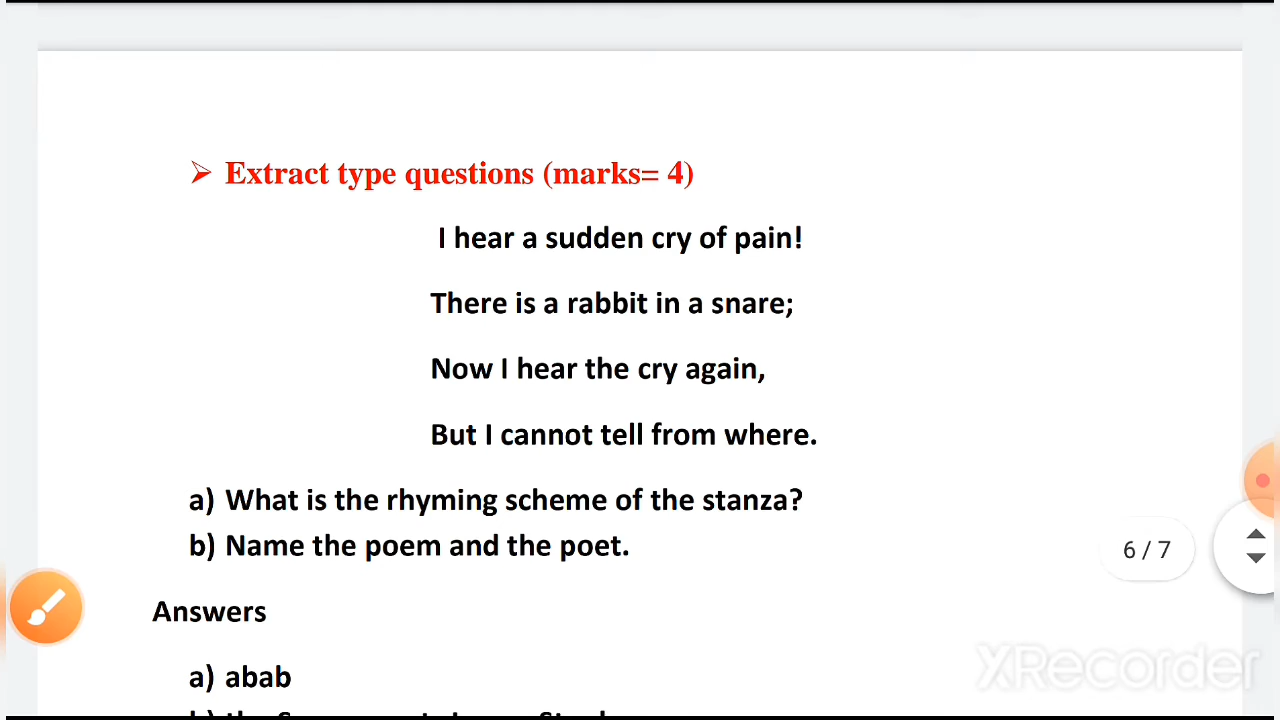 ➢ Extract type questions (marks= 4)
I hear a sudden cry of pain!
There is a rabbit in a snare;
Now I hear the cry again,
But I cannot tell from where.
a) What is the rhyming scheme of the stanza?
b) Name the poem and the poet.
6 / 7
Answers
a) abab
XRecorder